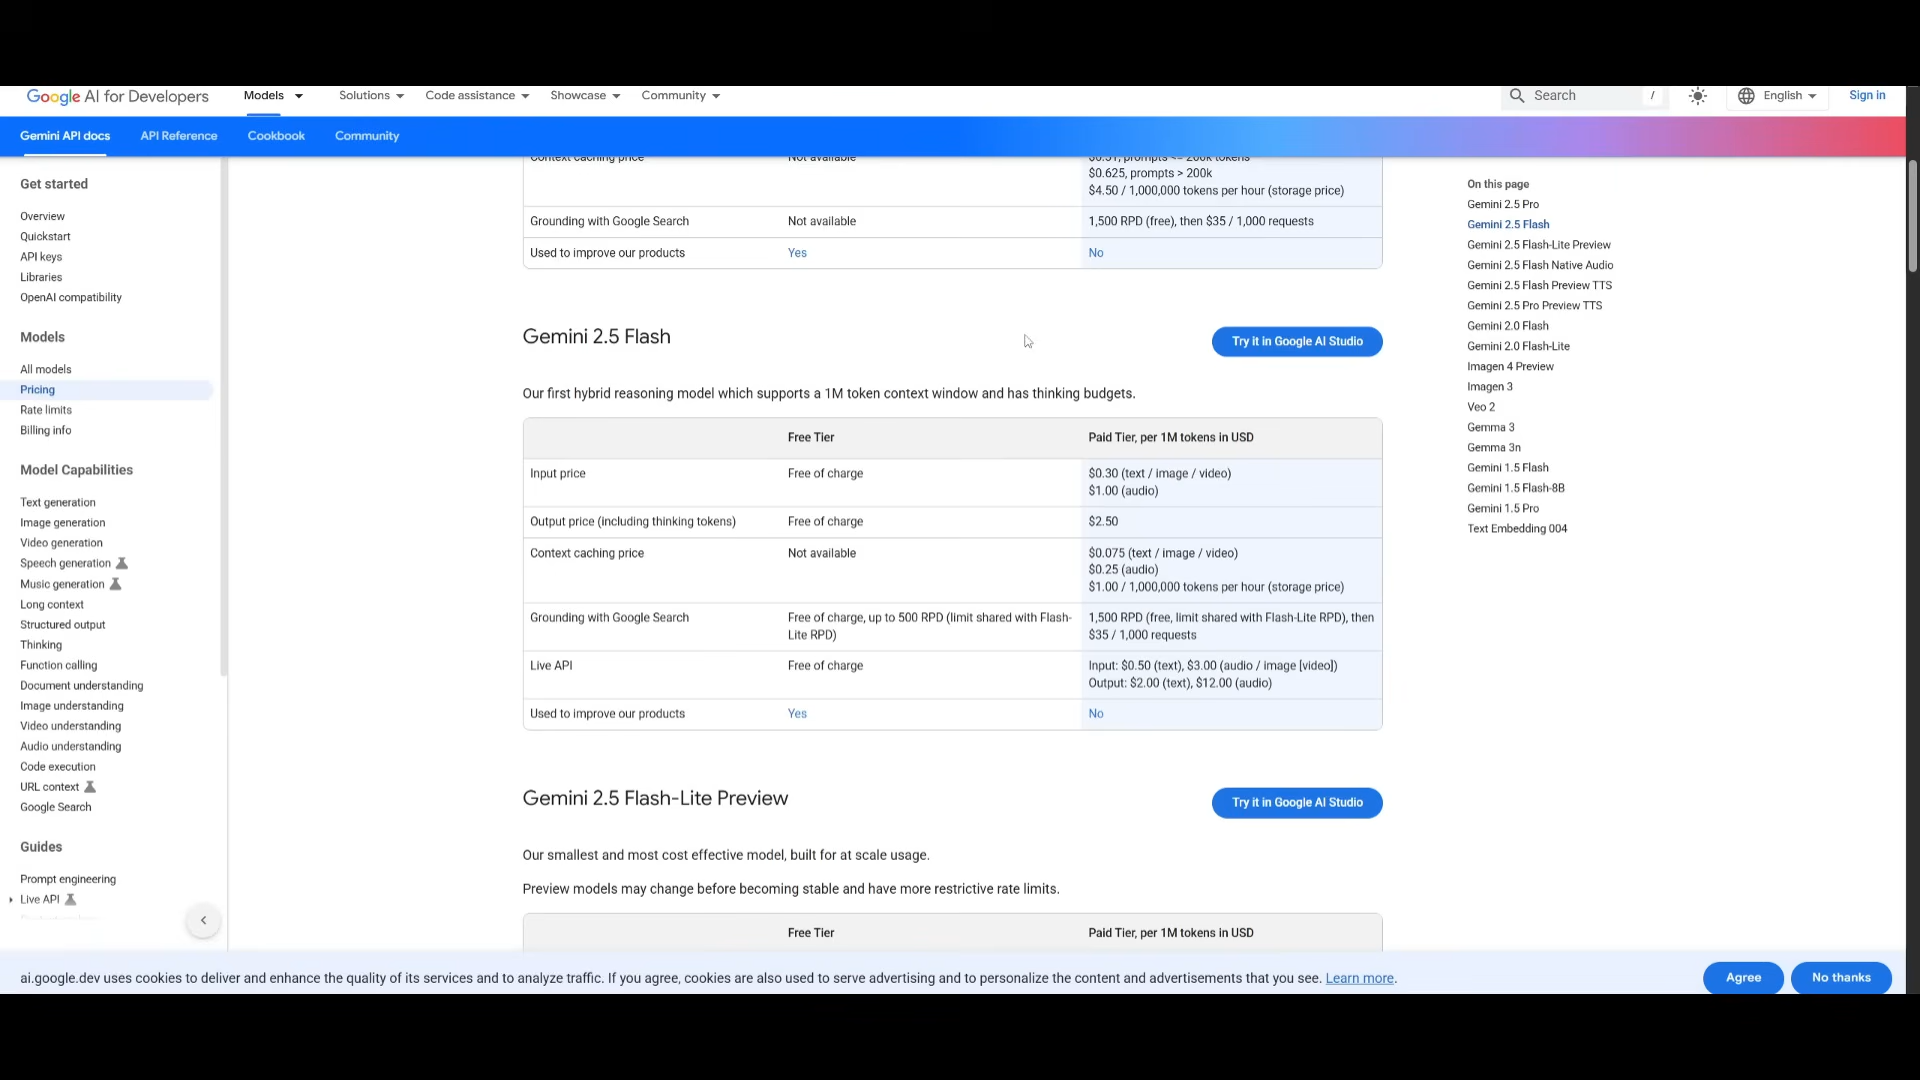 Google AI for Developers
Models
Solutions
Code assistance
Showcase
Community
Search
/
English
Sign in
Gemini API docs
API Reference
Cookbook
Community
Get started
Overview
Quickstart
API keys
Libraries
OpenAI compatibility
Models
All models
Pricing
Rate limits
Billing info
Model Capabilities
Text generation
Image generation
Video generation
Speech generation
Music generation
Long context
Structured output
Thinking
Function calling
Document understanding
Image understanding
Video understanding
Audio understanding
Code execution
URL context
Google Search
Guides
Prompt engineering
Live API
Context caching price
Not available
$0.31, prompts <= 200k tokens
$0.625, prompts > 200k
$4.50 / 1,000,000 tokens per hour (storage price)
Grounding with Google Search
Not available
1,500 RPD (free), then $35 / 1,000 requests
Used to improve our products
Yes
No
Gemini 2.5 Flash
Try it in Google AI Studio
Our first hybrid reasoning model which supports a 1M token context window and has thinking budgets.
Free Tier
Paid Tier, per 1M tokens in USD
Input price
Free of charge
$0.30 (text / image / video)
$1.00 (audio)
Output price (including thinking tokens)
Free of charge
$2.50
Context caching price
Not available
$0.075 (text / image / video)
$0.25 (audio)
$1.00 / 1,000,000 tokens per hour (storage price)
Grounding with Google Search
Free of charge, up to 500 RPD (limit shared with Flash-
Lite RPD)
1,500 RPD (free, limit shared with Flash-Lite RPD), then
$35 / 1,000 requests
Live API
Free of charge
Input: $0.50 (text), $3.00 (audio / image [video])
Output: $2.00 (text), $12.00 (audio)
Used to improve our products
Yes
No
Gemini 2.5 Flash-Lite Preview
Try it in Google AI Studio
Our smallest and most cost effective model, built for at scale usage.
Preview models may change before becoming stable and have more restrictive rate limits.
Free Tier
Paid Tier, per 1M tokens in USD
On this page
Gemini 2.5 Pro
Gemini 2.5 Flash
Gemini 2.5 Flash-Lite Preview
Gemini 2.5 Flash Native Audio
Gemini 2.5 Flash Preview TTS
Gemini 2.5 Pro Preview TTS
Gemini 2.0 Flash
Gemini 2.0 Flash-Lite
Imagen 4 Preview
Imagen 3
Veo 2
Gemma 3
Gemma 3n
Gemini 1.5 Flash
Gemini 1.5 Flash-8B
Gemini 1.5 Pro
Text Embedding 004
ai.google.dev uses cookies to deliver and enhance the quality of its services and to analyze traffic. If you agree, cookies are also used to serve advertising and to personalize the content and advertisements that you see. Learn more.
Agree
No thanks